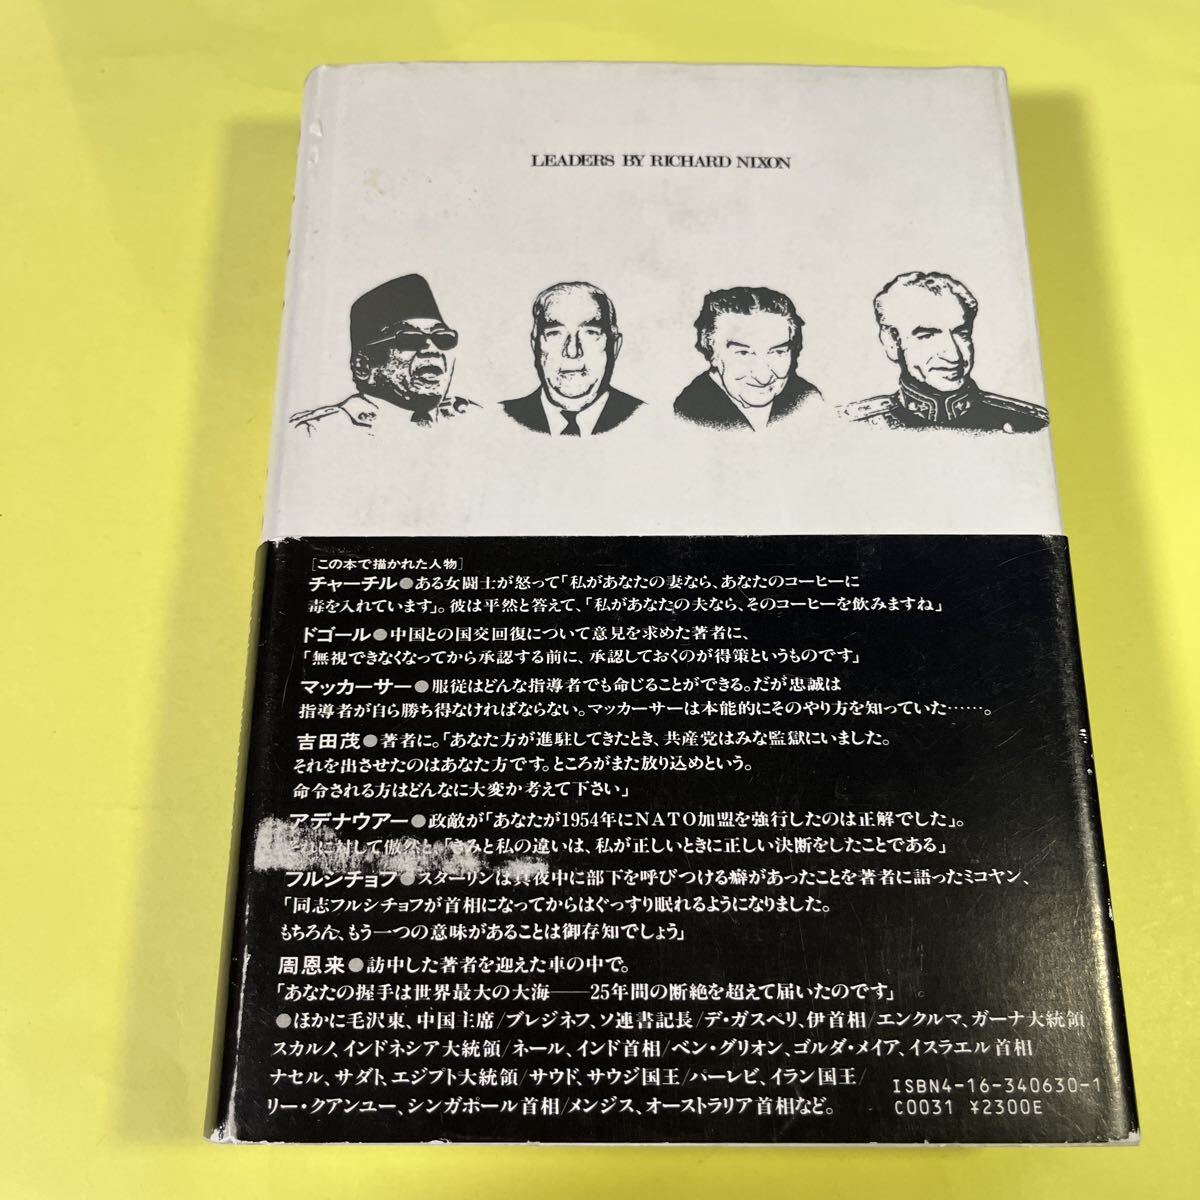 LEADERS BY RICHARD NIXON
[この本で描かれた人物]
チャーチル●ある女闘士が怒って「私があなたの妻なら、あなたのコーヒーに
毒を入れています」。彼は平然と答えて、「私があなたの夫なら、そのコーヒーを飲みますね」
ドゴール●中国との国交回復について意見を求めた著者に、
「無視できなくなってから承認する前に、承認しておくのが得策というものです」
マッカーサー●服従はどんな指導者でも命じることができる。だが忠誠は
指導者が自ら勝ち得なければならない。マッカーサーは本能的にそのやり方を知っていた……。
吉田茂●著者に。「あなた方が進駐してきたとき、共産党はみな監獄にいました。
それを出させたのはあなた方です。ところがまた放り込めという。
命令される方はどんなに大変か考えて下さい」
アデナウアー●政敵が「あなたが1954年にNATO加盟を強行したのは正解でした」。
それに対して傲然と、「きみと私の違いは、私が正しいときに正しい決断をしたことである」
フルシチョフ●スターリンは真夜中に部下を呼びつける癖があったことを著者に語ったミコヤン、
「同志フルシチョフが首相になってからはぐっすり眠れるようになりました。
もちろん、もう一つの意味があることは御存知でしょう」
周恩来●訪中した著者を迎えた車の中で。
「あなたの握手は世界最大の大海――25年間の断絶を超えて届いたのです」
●ほかに毛沢東、中国主席/ブレジネフ、ソ連書記長/デ・ガスペリ、伊首相/エンクルマ、ガーナ大統領
スカルノ、インドネシア大統領/ネール、インド首相/ベン・グリオン、ゴルダ・メイア、イスラエル首相
ナセル、サダト、エジプト大統領/サウド、サウジ国王/パーレビ、イラン国王/
リー・クアンユー、シンガポール首相/メンジス、オーストラリア首相など。
ISBN4-16-340630-1
C0031 ¥2300E